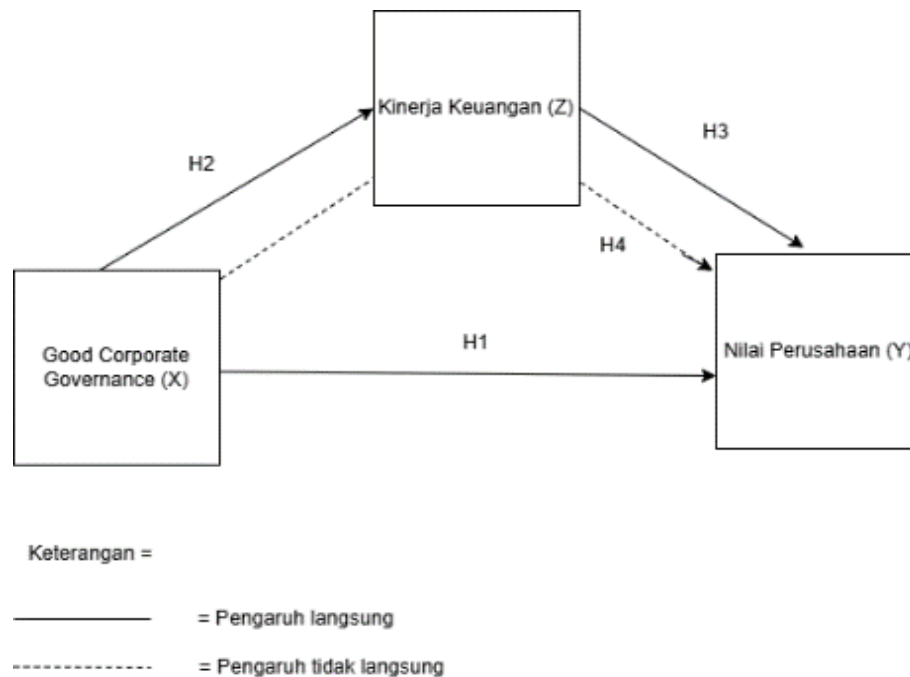 Kinerja Keuangan (Z)
H2
H3
H4
Good Corporate
Governance (X)
H1
Nilai Perusahaan (Y)
Keterangan =
= Pengaruh langsung
= Pengaruh tidak langsung